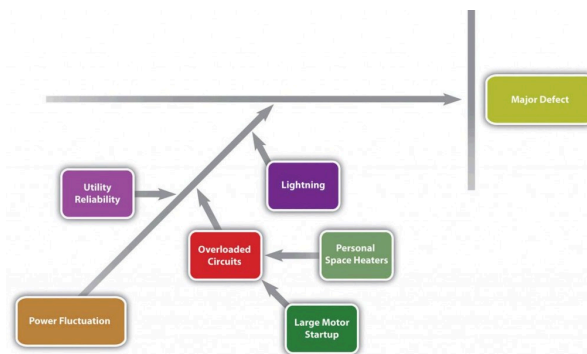 Major Defect
Utility
Reliability
Lightning
Overloaded
Circuits
Personal
Space Heaters
Power Fluctuation
Large Motor
Startup